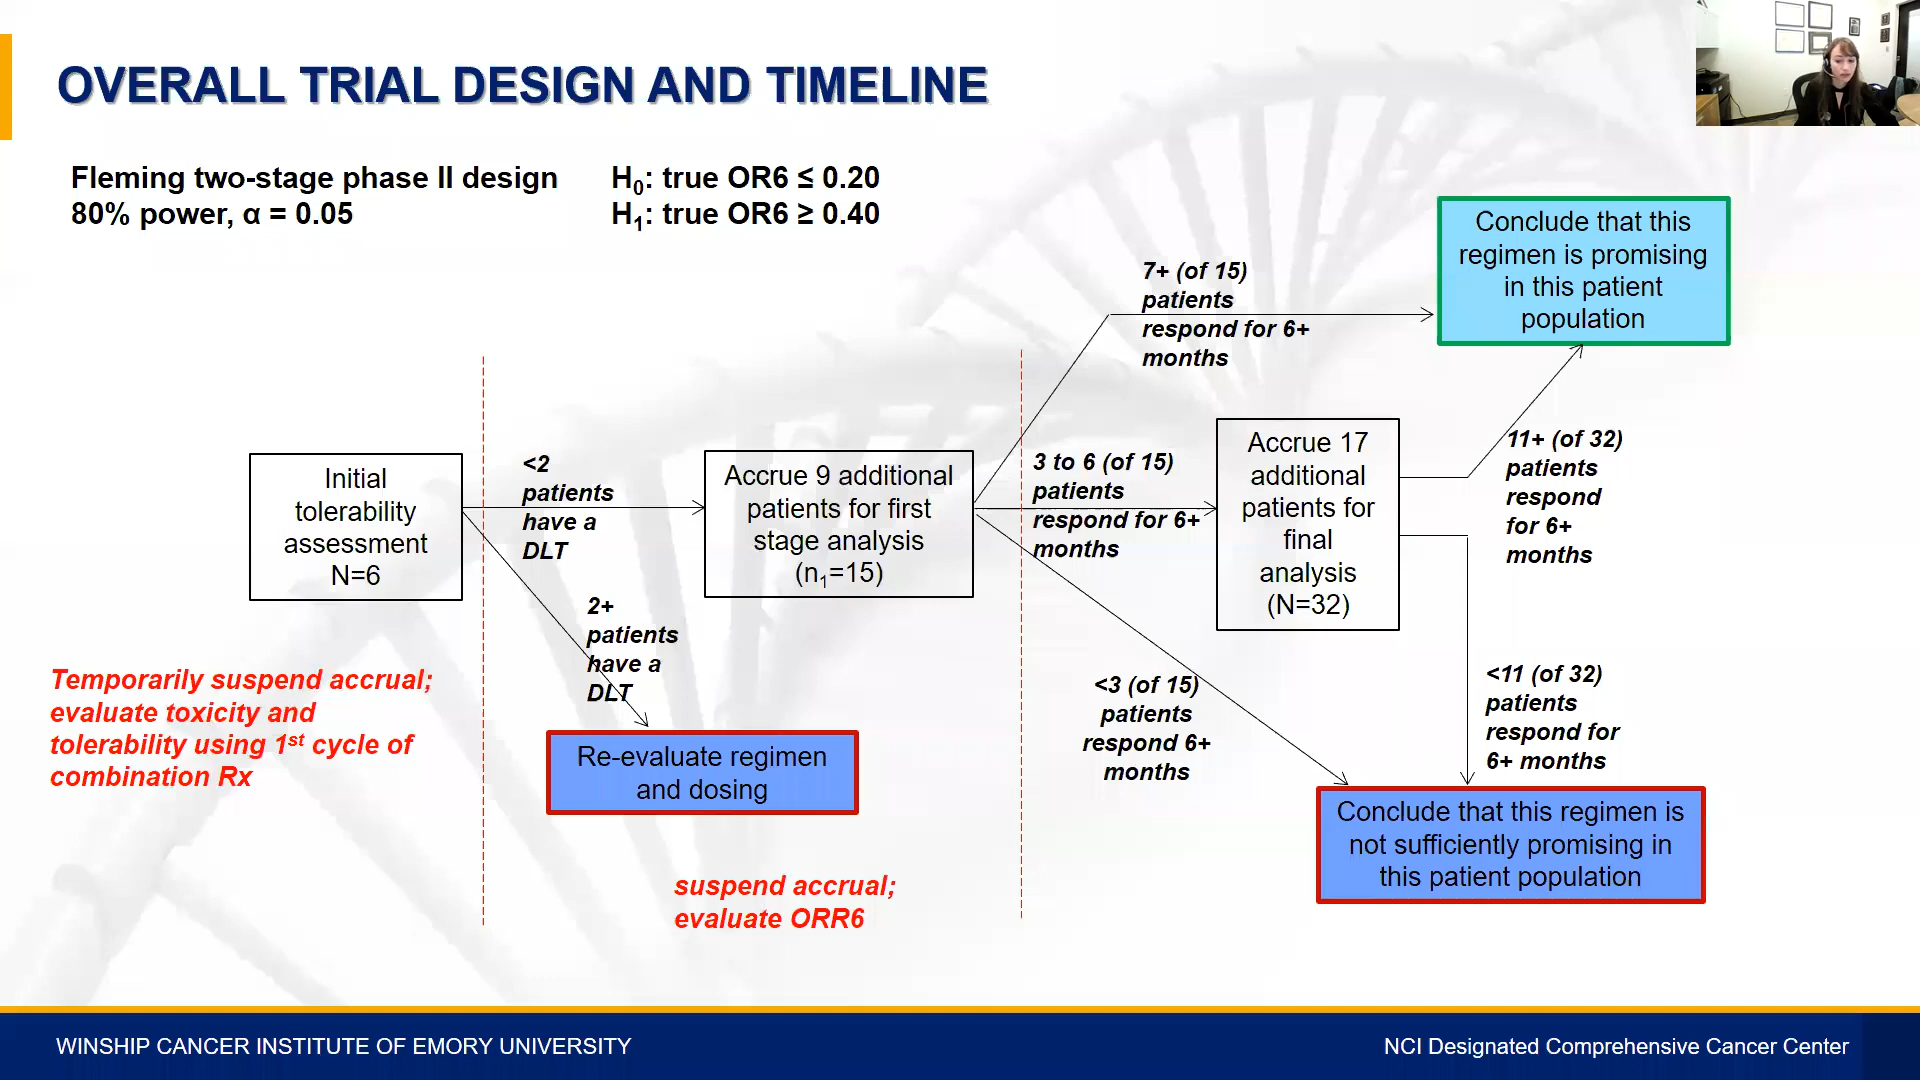 OVERALL TRIAL DESIGN AND TIMELINE
Fleming two-stage phase II design
80% power, α = 0.05
H0: true OR6 ≤ 0.20
H1: true OR6 ≥ 0.40
Initial
tolerability
assessment
N=6
<2
patients
have a
DLT
2+
patients
have a
DLT
Re-evaluate regimen
and dosing
Accrue 9 additional
patients for first
stage analysis
(n1=15)
7+ (of 15)
patients
respond for 6+
months
3 to 6 (of 15)
patients
respond for 6+
months
<3 (of 15)
patients
respond 6+
months
Accrue 17
additional
patients for
final
analysis
(N=32)
11+ (of 32)
patients
respond
for 6+
months
<11 (of 32)
patients
respond for
6+ months
Conclude that this
regimen is promising
in this patient
population
Conclude that this regimen is
not sufficiently promising in
this patient population
Temporarily suspend accrual;
evaluate toxicity and
tolerability using 1st cycle of
combination Rx
suspend accrual;
evaluate ORR6
WINSHIP CANCER INSTITUTE OF EMORY UNIVERSITY
NCI Designated Comprehensive Cancer Center